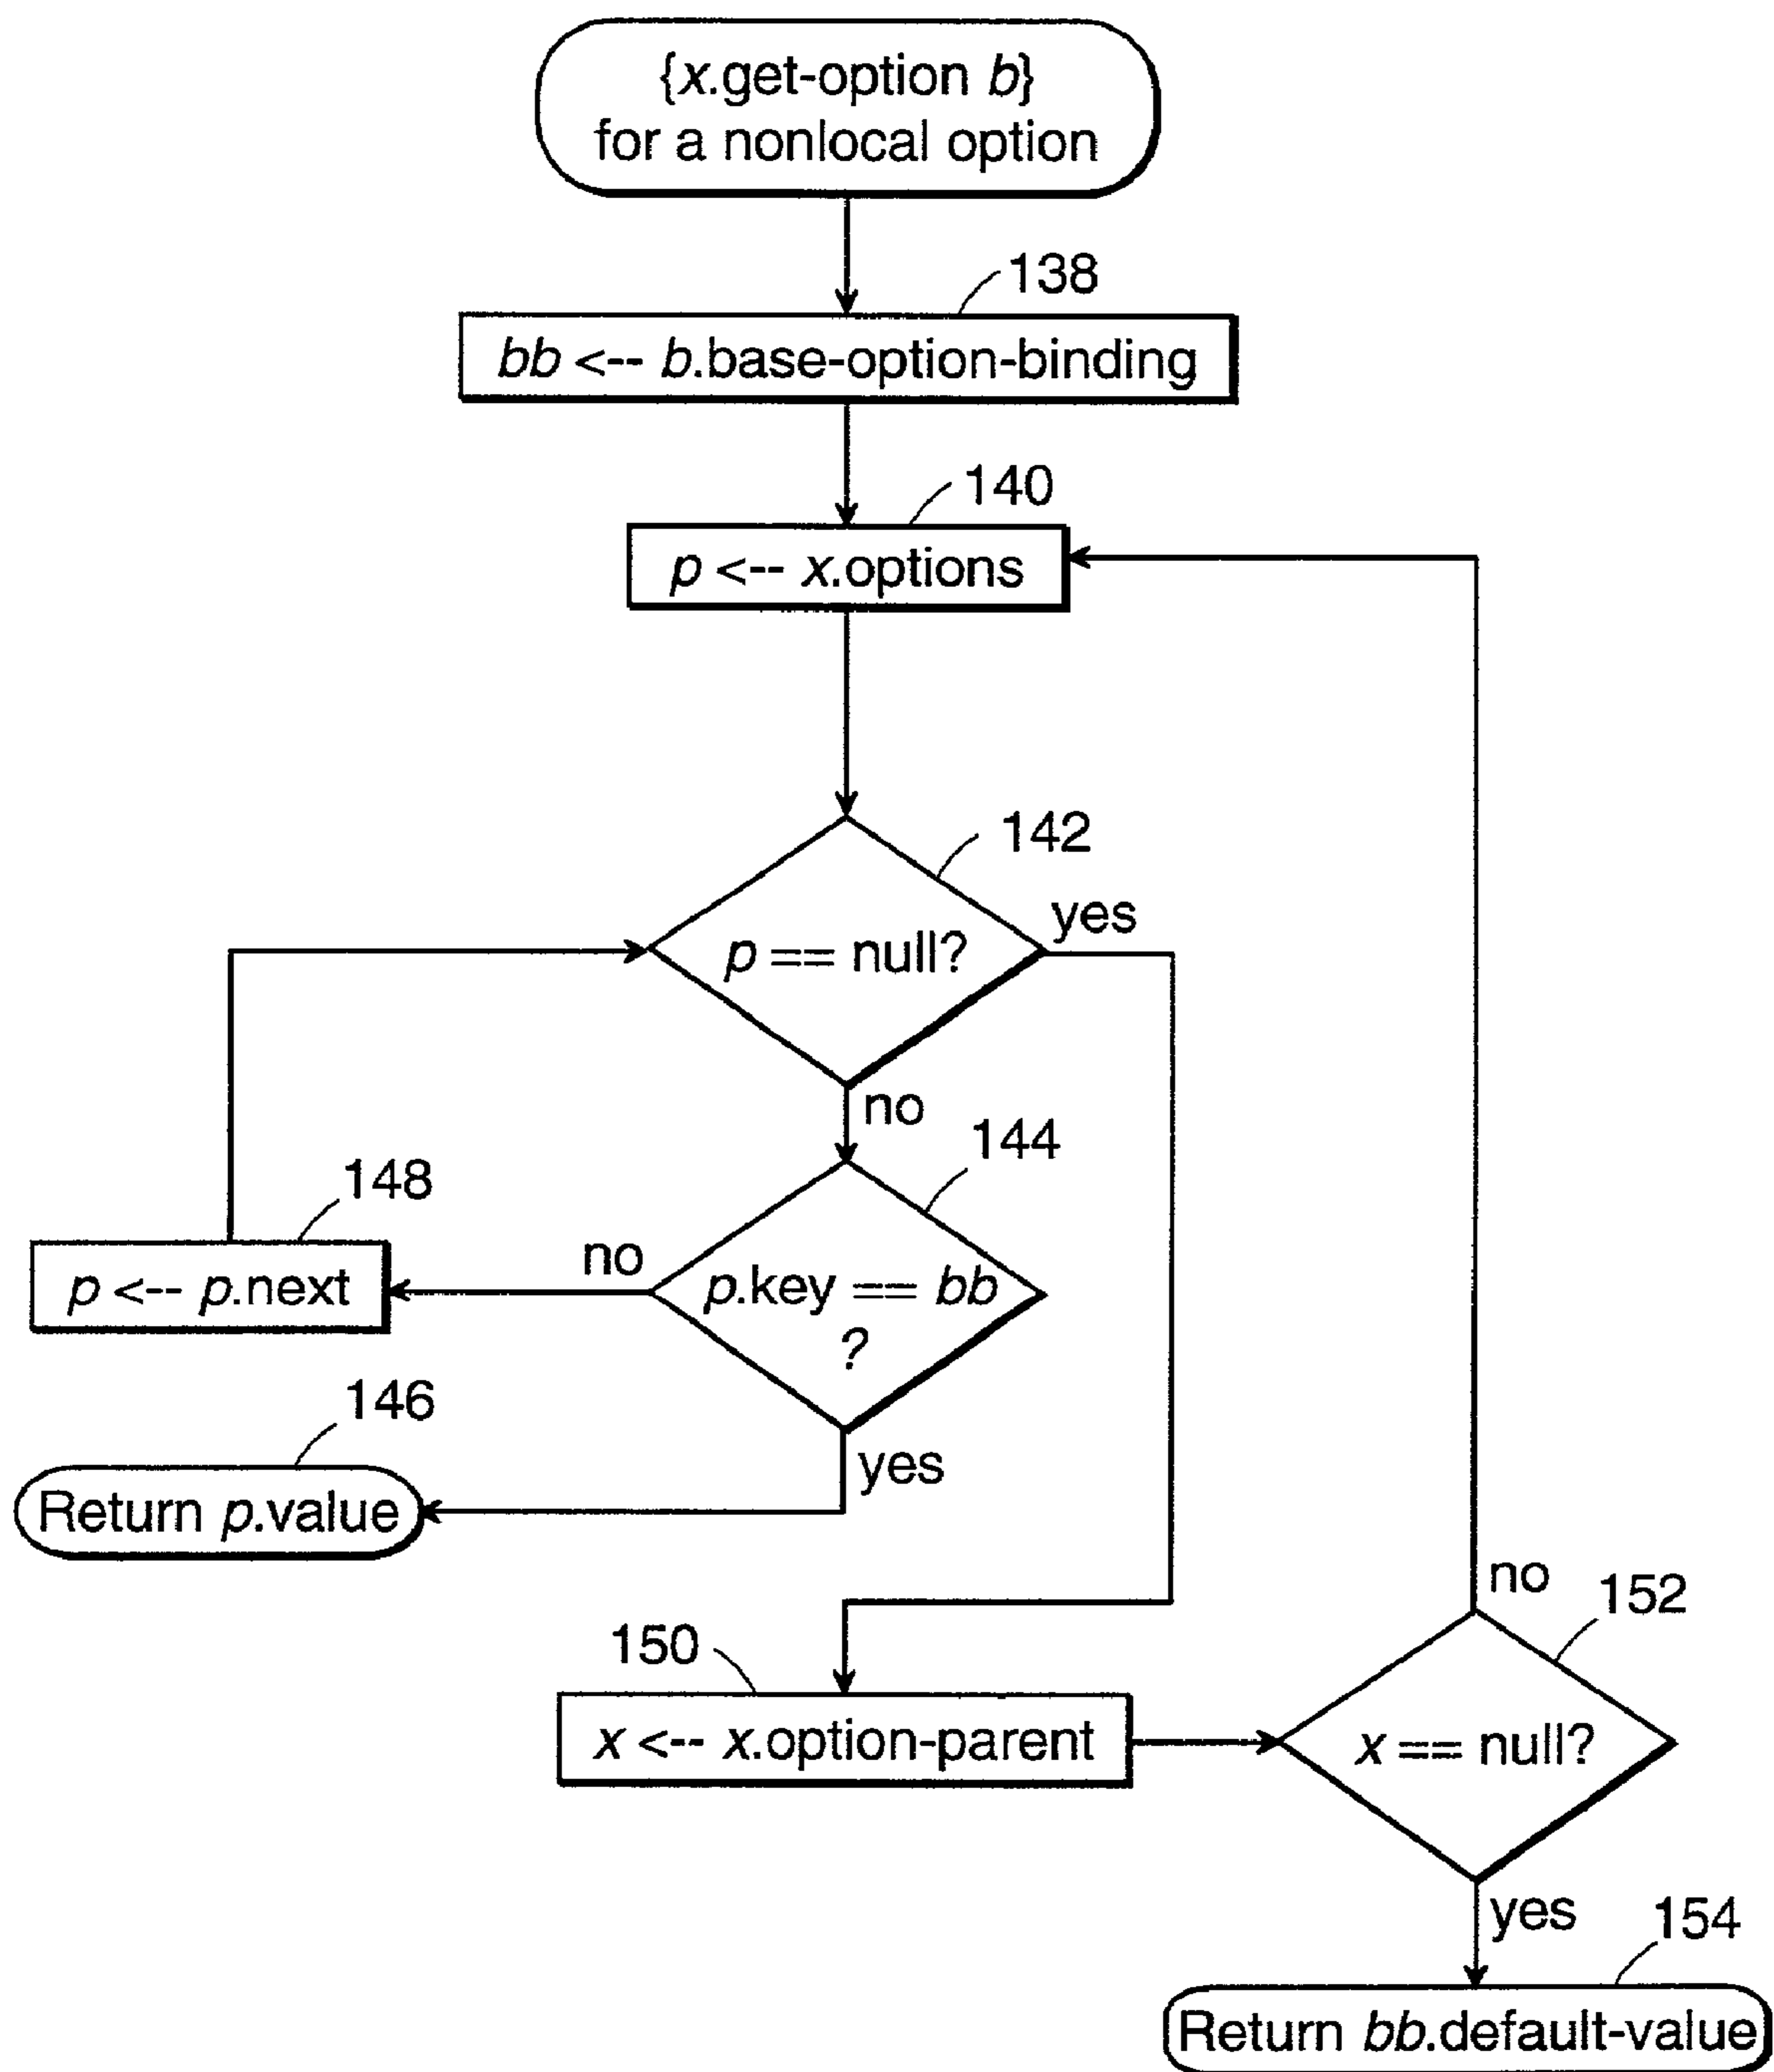 {x.get-option b}
for a nonlocal option
138
bb <-- b.base-option-binding
140
p <-- x.options
142
yes
p == null?
no
144
148
no
p <-- p.next
p.key == bb
?
146
yes
Return p.value
no
152
150
x <-- x.option-parent
x == null?
yes
154
Return bb.default-value